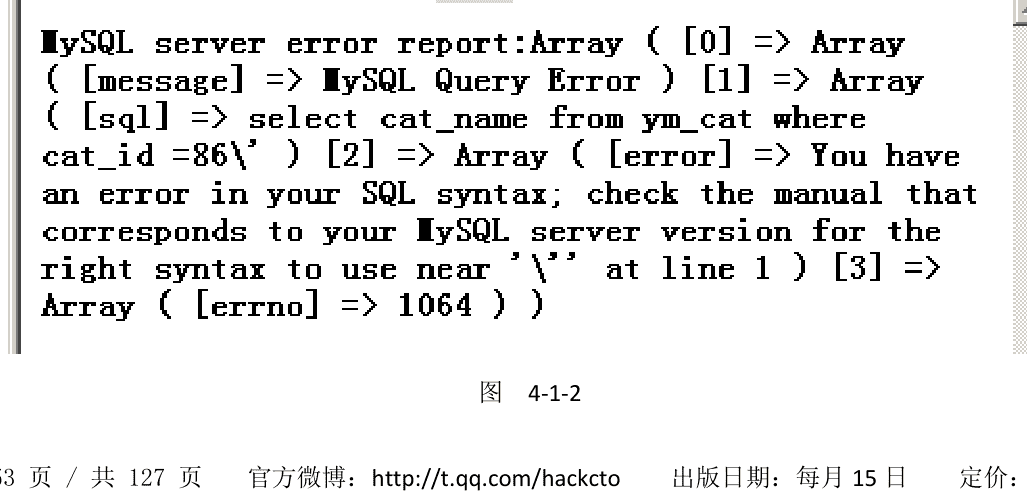 MySQL server error report:Array ( [0] => Array
( [message] => MySQL Query Error ) [1] => Array
( [sql] => select cat_name from ym_cat where
cat_id =86\' ) [2] => Array ( [error] => You have
an error in your SQL syntax; check the manual that
corresponds to your MySQL server version for the
right syntax to use near '\'' at line 1 ) [3] =>
Array ( [errno] => 1064 ) )
图 4-1-2
53 页 / 共 127 页 官方微博：http://t.qq.com/hackcto 出版日期：每月 15 日 定价：